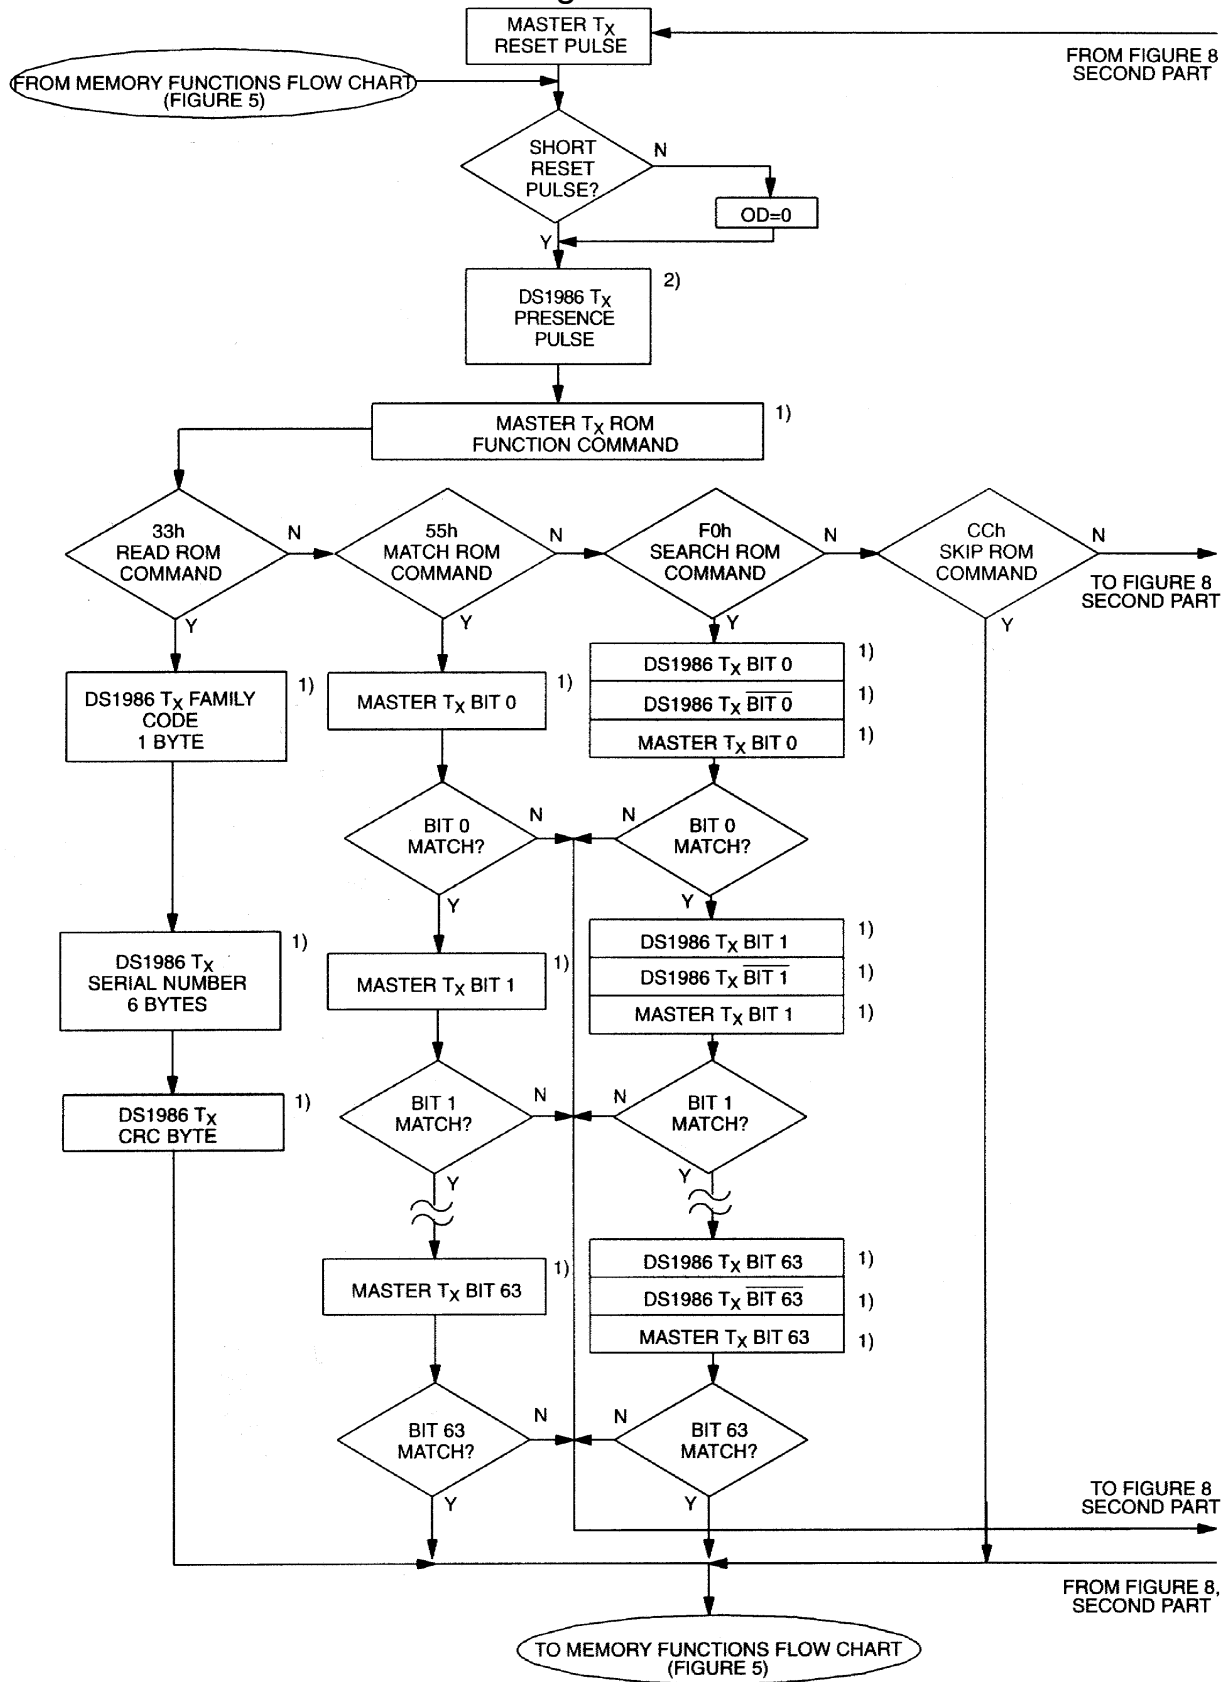 MASTER TX
RESET PULSE
FROM FIGURE 8
SECOND PART
FROM MEMORY FUNCTIONS FLOW CHART
(FIGURE 5)
SHORT
RESET
PULSE?
N
OD=0
Y
DS1986 TX
PRESENCE
PULSE
2)
MASTER TX ROM
FUNCTION COMMAND
1)
33h
READ ROM
COMMAND
N
Y
55h
MATCH ROM
COMMAND
N
Y
F0h
SEARCH ROM
COMMAND
N
Y
CCh
SKIP ROM
COMMAND
N
Y
TO FIGURE 8
SECOND PART
DS1986 TX FAMILY
CODE
1 BYTE
1)
MASTER TX BIT 0
1)
DS1986 TX BIT 0
1)
DS1986 TX BIT 0
1)
MASTER TX BIT 0
1)
BIT 0
MATCH?
N
Y
N
BIT 0
MATCH?
Y
DS1986 TX
SERIAL NUMBER
6 BYTES
1)
MASTER TX BIT 1
1)
DS1986 TX BIT 1
1)
DS1986 TX BIT 1
1)
MASTER TX BIT 1
1)
DS1986 TX
CRC BYTE
1)
BIT 1
MATCH?
N
Y
N
BIT 1
MATCH?
Y
MASTER TX BIT 63
1)
DS1986 TX BIT 63
1)
DS1986 TX BIT 63
1)
MASTER TX BIT 63
1)
BIT 63
MATCH?
N
Y
N
BIT 63
MATCH?
Y
TO FIGURE 8
SECOND PART
FROM FIGURE 8,
SECOND PART
TO MEMORY FUNCTIONS FLOW CHART
(FIGURE 5)